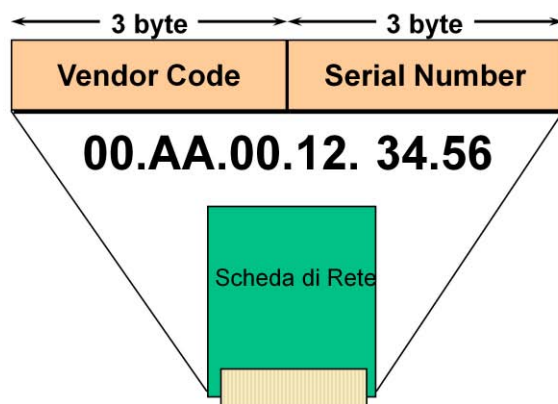 3 byte 3 byte
Vendor Code Serial Number
00.AA.00.12. 34.56
Scheda di Rete